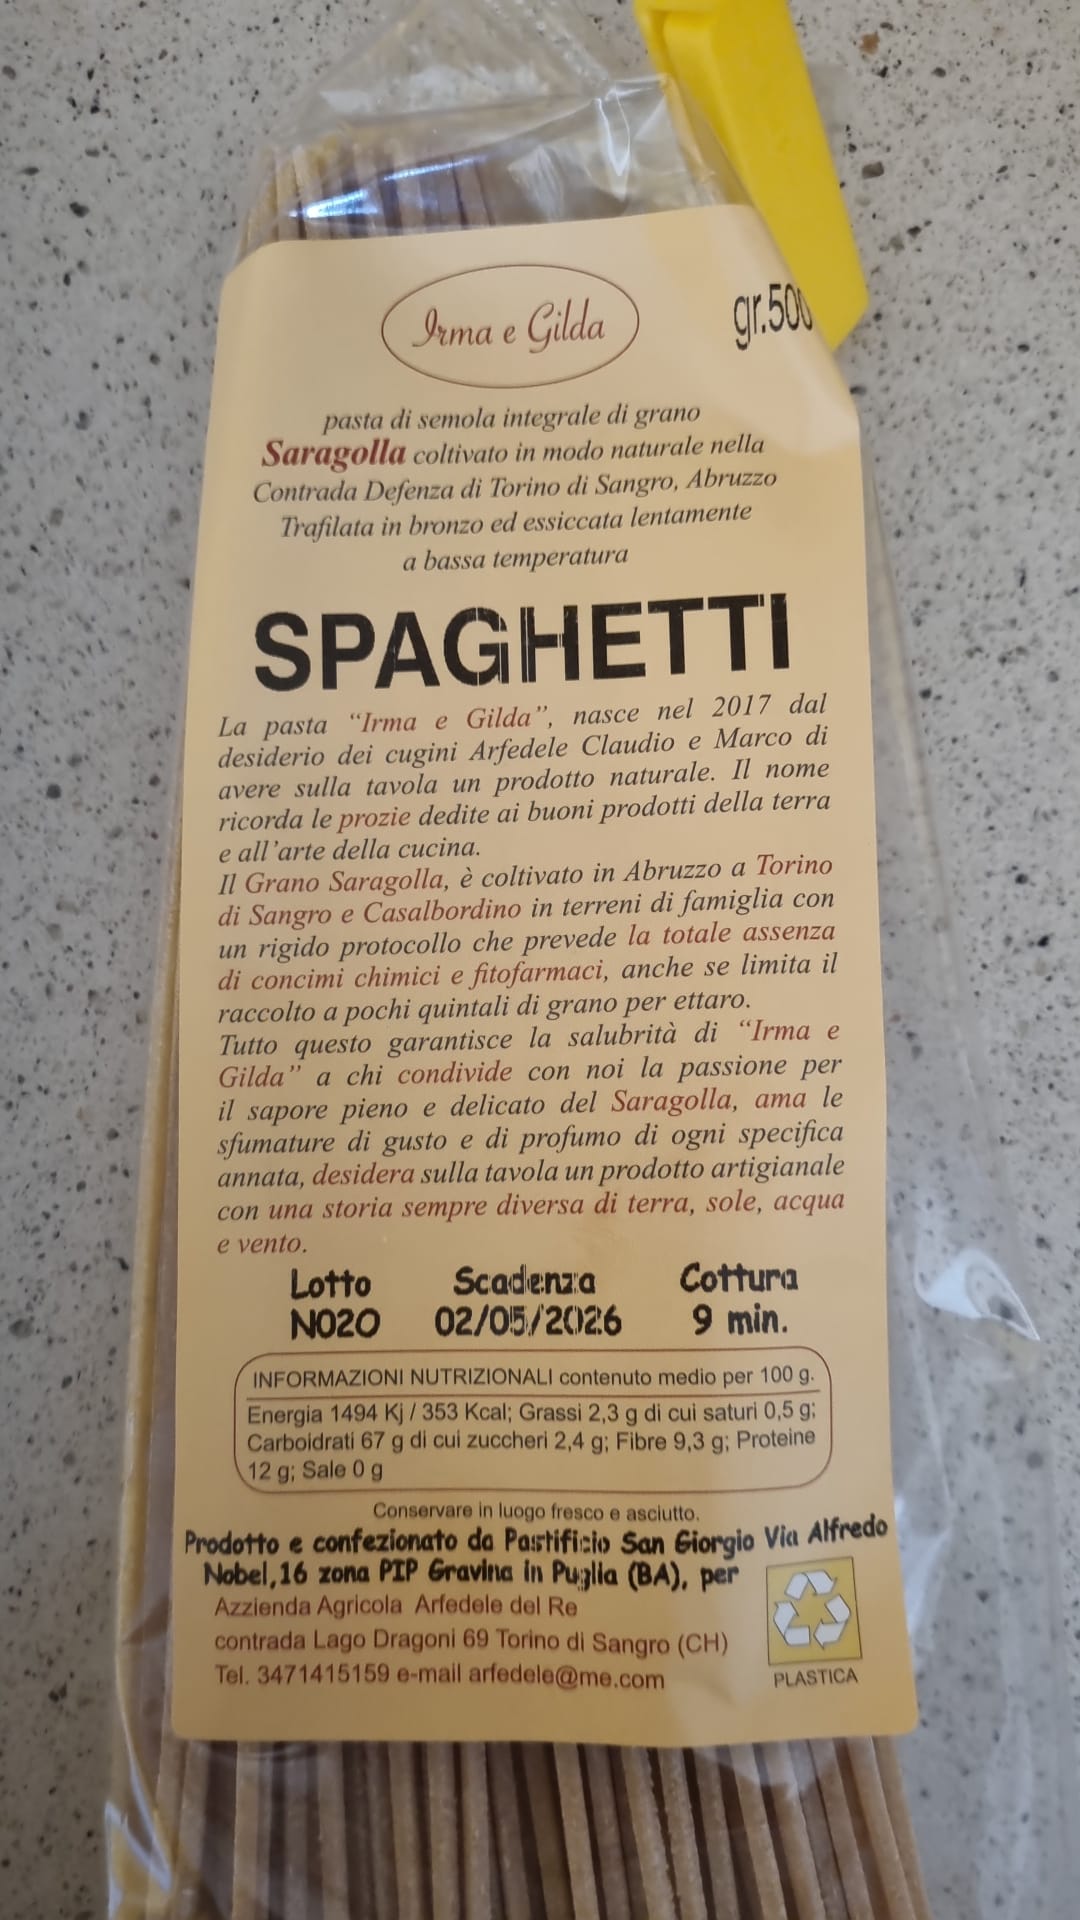 Irma e Gilda
gr.500
pasta di semola integrale di grano
Saragolla coltivato in modo naturale nella
Contrada Defenza di Torino di Sangro, Abruzzo
Trafilata in bronzo ed essiccata lentamente
a bassa temperatura
SPAGHETTI
La pasta “Irma e Gilda”, nasce nel 2017 dal
desiderio dei cugini Arfedele Claudio e Marco di
avere sulla tavola un prodotto naturale. Il nome
ricorda le prozie dedite ai buoni prodotti della terra
e all’arte della cucina.
Il Grano Saragolla, è coltivato in Abruzzo a Torino
di Sangro e Casalbordino in terreni di famiglia con
un rigido protocollo che prevede la totale assenza
di concimi chimici e fitofarmaci, anche se limita il
raccolto a pochi quintali di grano per ettaro.
Tutto questo garantisce la salubrità di “Irma e
Gilda” a chi condivide con noi la passione per
il sapore pieno e delicato del Saragolla, ama le
sfumature di gusto e di profumo di ogni specifica
annata, desidera sulla tavola un prodotto artigianale
con una storia sempre diversa di terra, sole, acqua
e vento.
Lotto Scadenza Cottura
N020 02/05/2026 9 min.
INFORMAZIONI NUTRIZIONALI contenuto medio per 100 g.
Energia 1494 Kj / 353 Kcal; Grassi 2,3 g di cui saturi 0,5 g;
Carboidrati 67 g di cui zuccheri 2,4 g; Fibre 9,3 g; Proteine
12 g; Sale 0 g
Conservare in luogo fresco e asciutto.
Prodotto e confezionato da Pastificio San Giorgio Via Alfredo
Nobel,16 zona PIP Gravina in Puglia (BA), per
Azzienda Agricola Arfedele del Re
contrada Lago Dragoni 69 Torino di Sangro (CH)
Tel. 3471415159 e-mail arfedele@me.com
PLASTICA